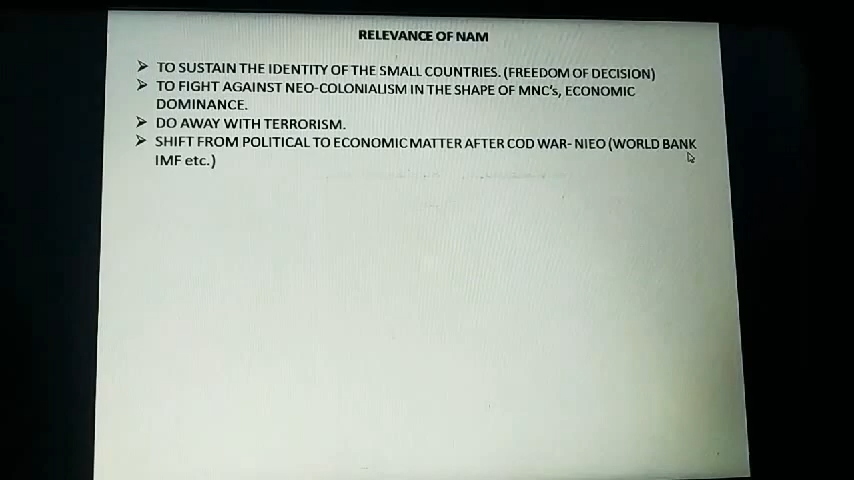 RELEVANCE OF NAM
➢ TO SUSTAIN THE IDENTITY OF THE SMALL COUNTRIES. (FREEDOM OF DECISION)
➢ TO FIGHT AGAINST NEO-COLONIALISM IN THE SHAPE OF MNC's, ECONOMIC
DOMINANCE.
➢ DO AWAY WITH TERRORISM.
➢ SHIFT FROM POLITICAL TO ECONOMIC MATTER AFTER COD WAR- NIEO (WORLD BANK
IMF etc.)